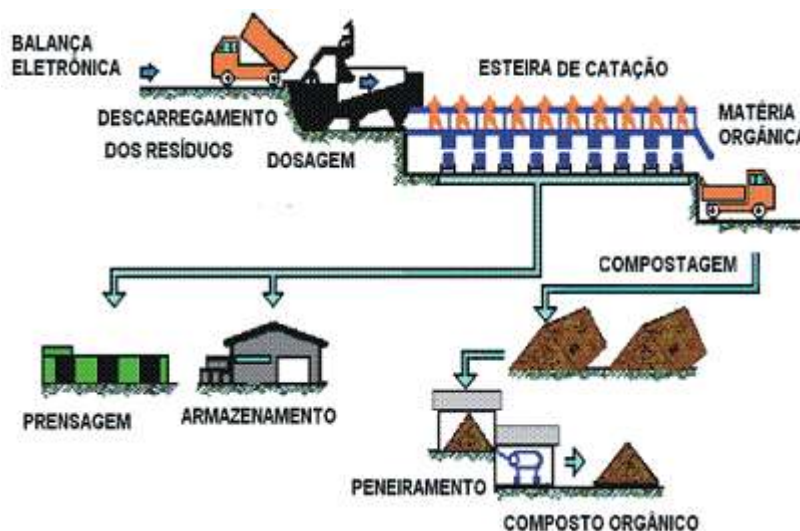 BALANÇA
ELETRÔNICA
DESCARREGAMENTO
DOS RESÍDUOS
DOSAGEM
ESTEIRA DE CATAÇÃO
MATÉRIA
ORGÂNICA
COMPOSTAGEM
PRENSAGEM
ARMAZENAMENTO
PENEIRAMENTO
COMPOSTO ORGÂNICO